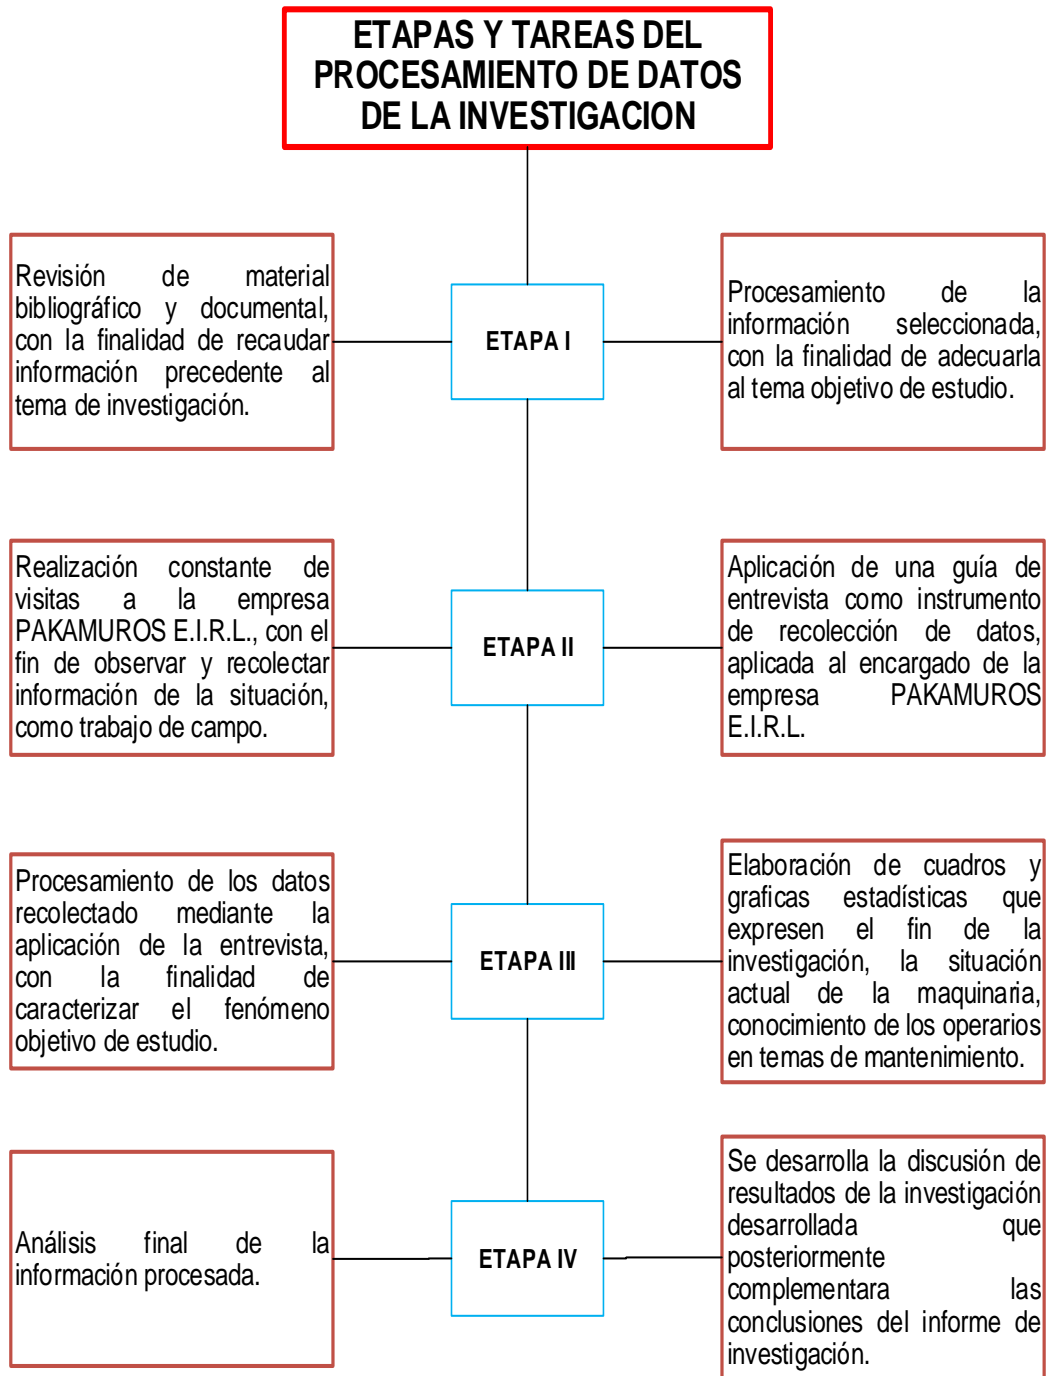 ETAPAS Y TAREAS DEL
PROCESAMIENTO DE DATOS
DE LA INVESTIGACION
Revisión de material
bibliográfico y documental,
con la finalidad de recaudar
información precedente al
tema de investigación.
ETAPA I
Procesamiento de la
información seleccionada,
con la finalidad de adecuarla
al tema objetivo de estudio.
Realización constante de
visitas a la empresa
PAKAMUROS E.I.R.L., con el
fin de observar y recolectar
información de la situación,
como trabajo de campo.
ETAPA II
Aplicación de una guía de
entrevista como instrumento
de recolección de datos,
aplicada al encargado de la
empresa PAKAMUROS
E.I.R.L.
Procesamiento de los datos
recolectado mediante la
aplicación de la entrevista,
con la finalidad de
caracterizar el fenómeno
objetivo de estudio.
ETAPA III
Elaboración de cuadros y
graficas estadísticas que
expresen el fin de la
investigación, la situación
actual de la maquinaria,
conocimiento de los operarios
en temas de mantenimiento.
Análisis final de la
información procesada.
ETAPA IV
Se desarrolla la discusión de
resultados de la investigación
desarrollada que
posteriormente
complementara las
conclusiones del informe de
investigación.